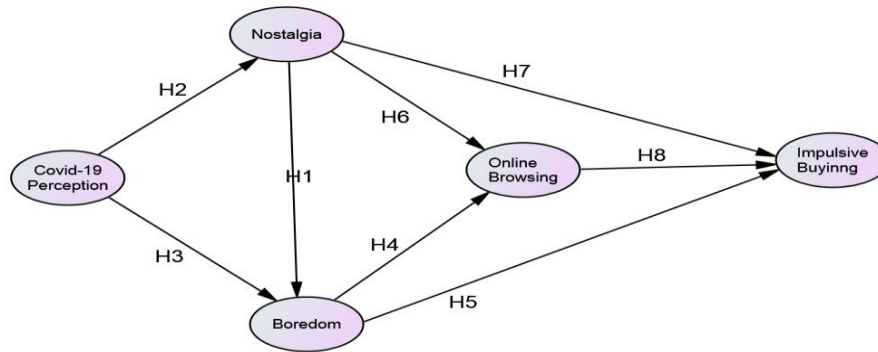 Nostalgia
H7
H2
H6
Covid-19
Perception
H1
Online
Browsing
H8
Impulsive
Buyinng
H3
H4
H5
Boredom